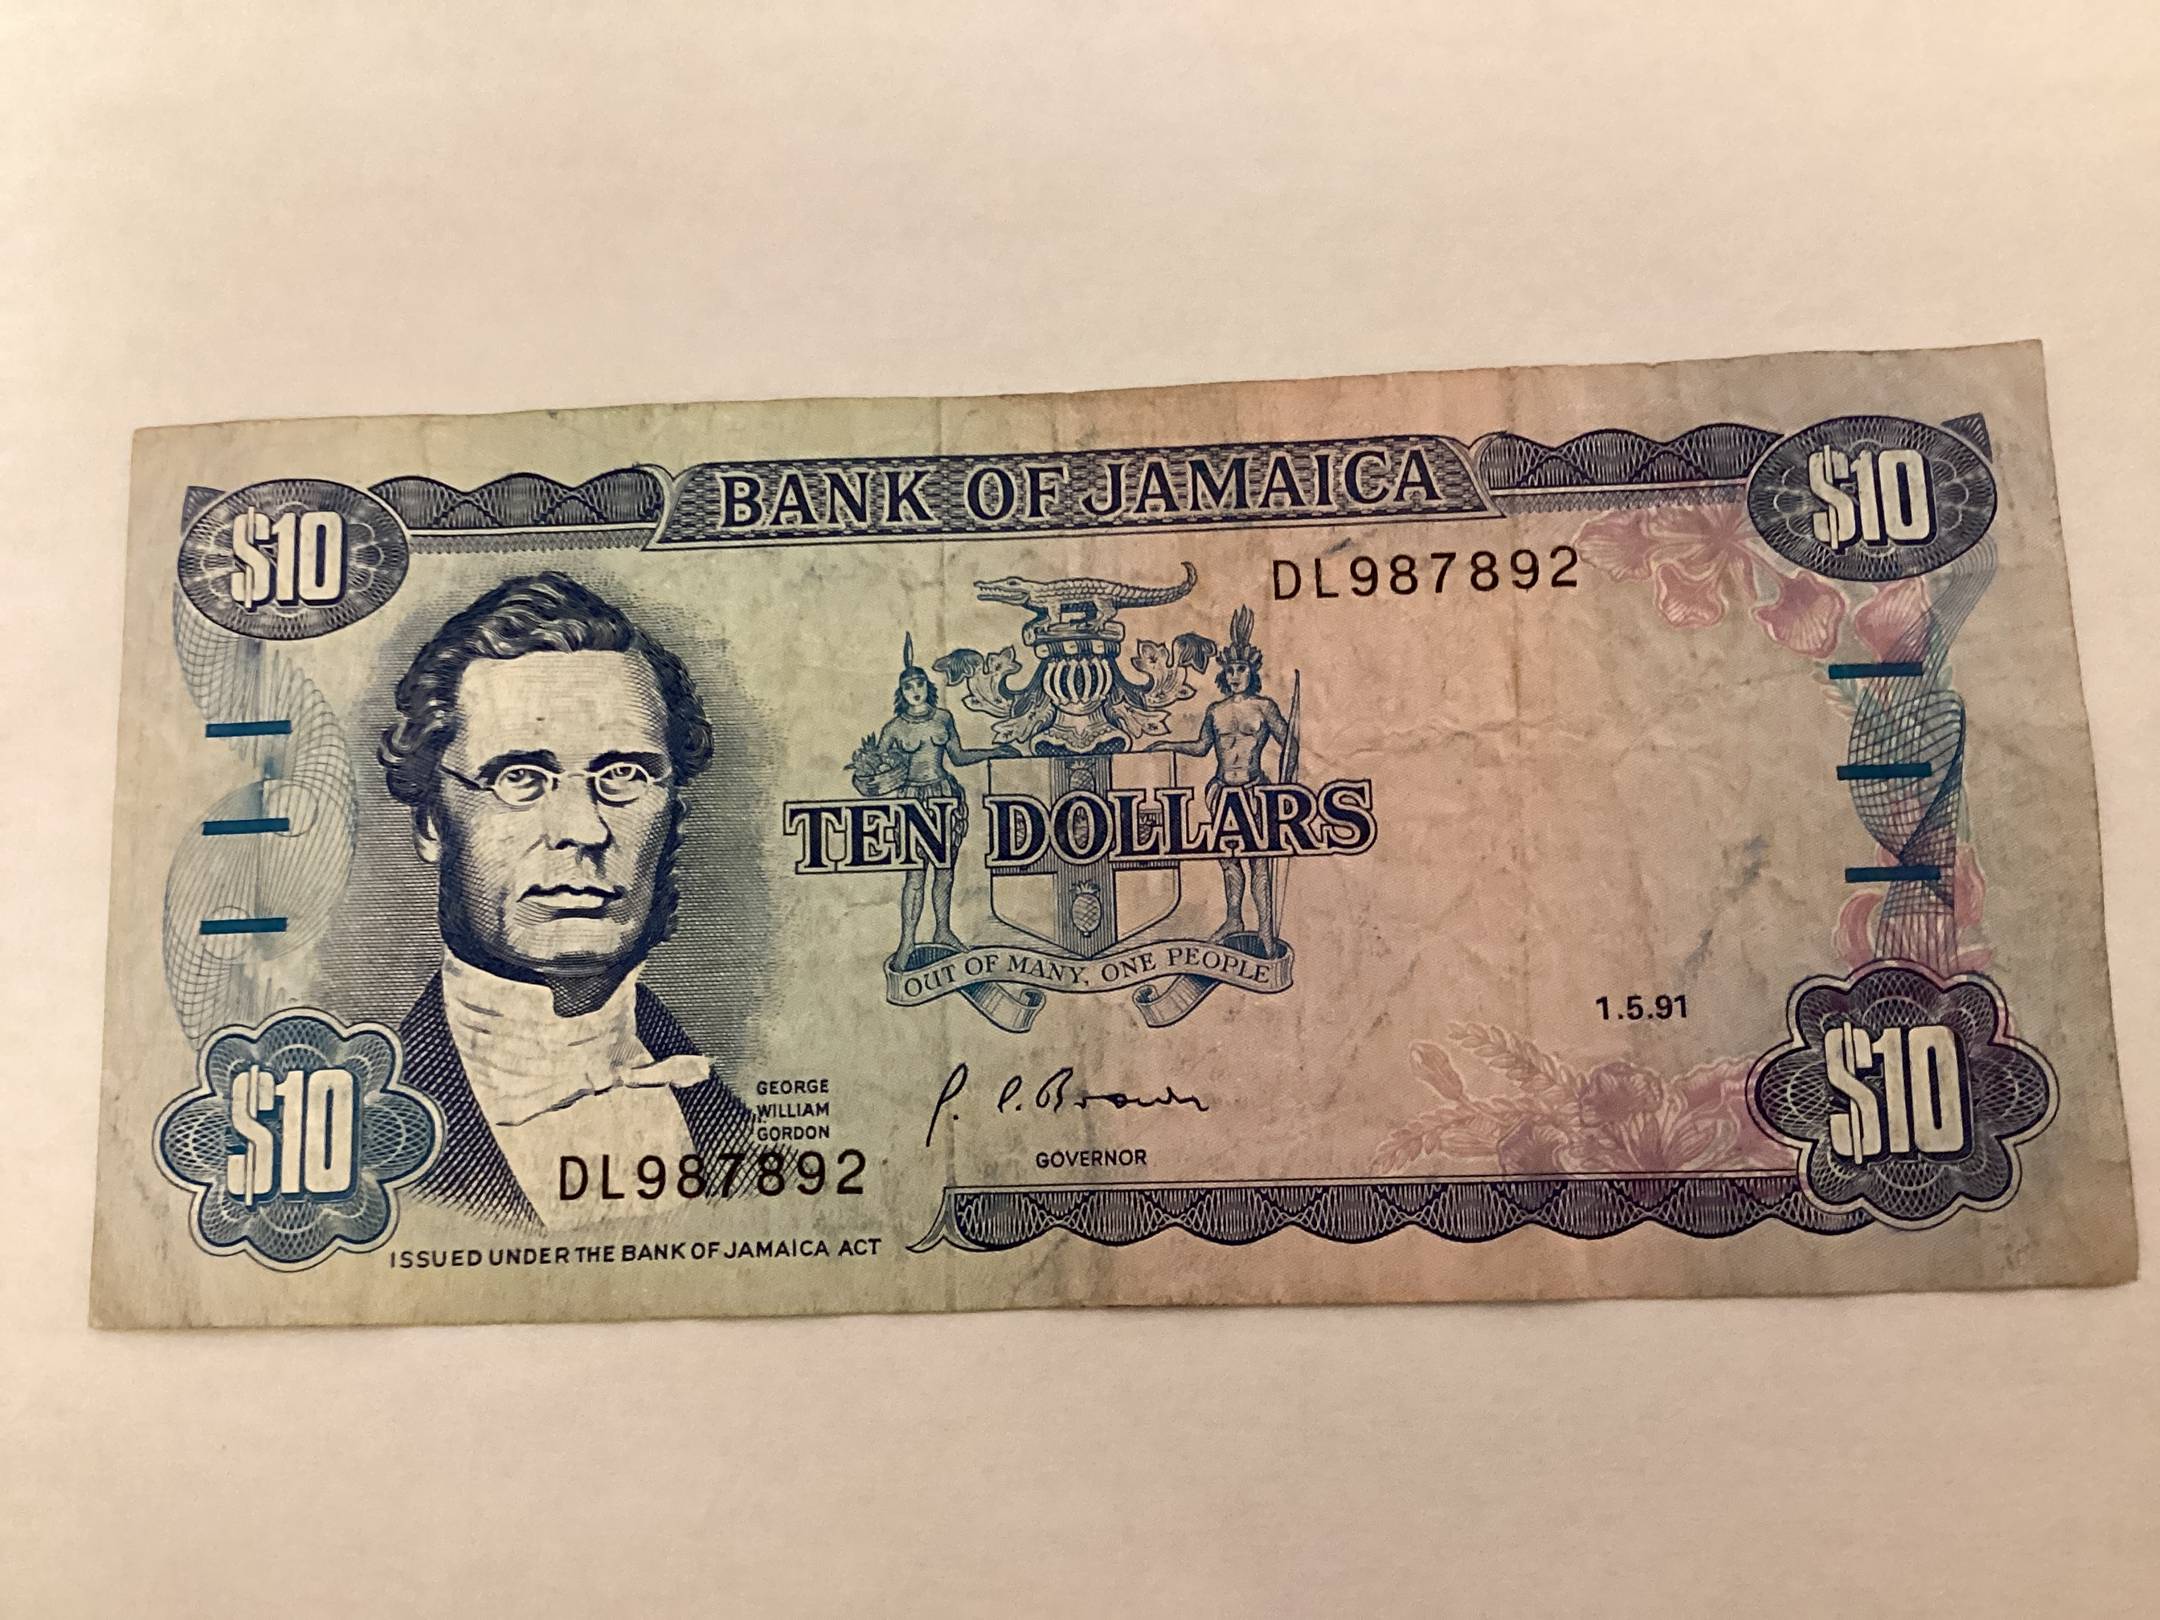 BANK OF JAMAICA
$10
$10
DL987892
TEN DOLLARS
OUT OF MANY, ONE PEOPLE
1.5.91
GEORGE
WILLIAM
GORDON
GOVERNOR
DL987892
$10
$10
ISSUED UNDER THE BANK OF JAMAICA ACT